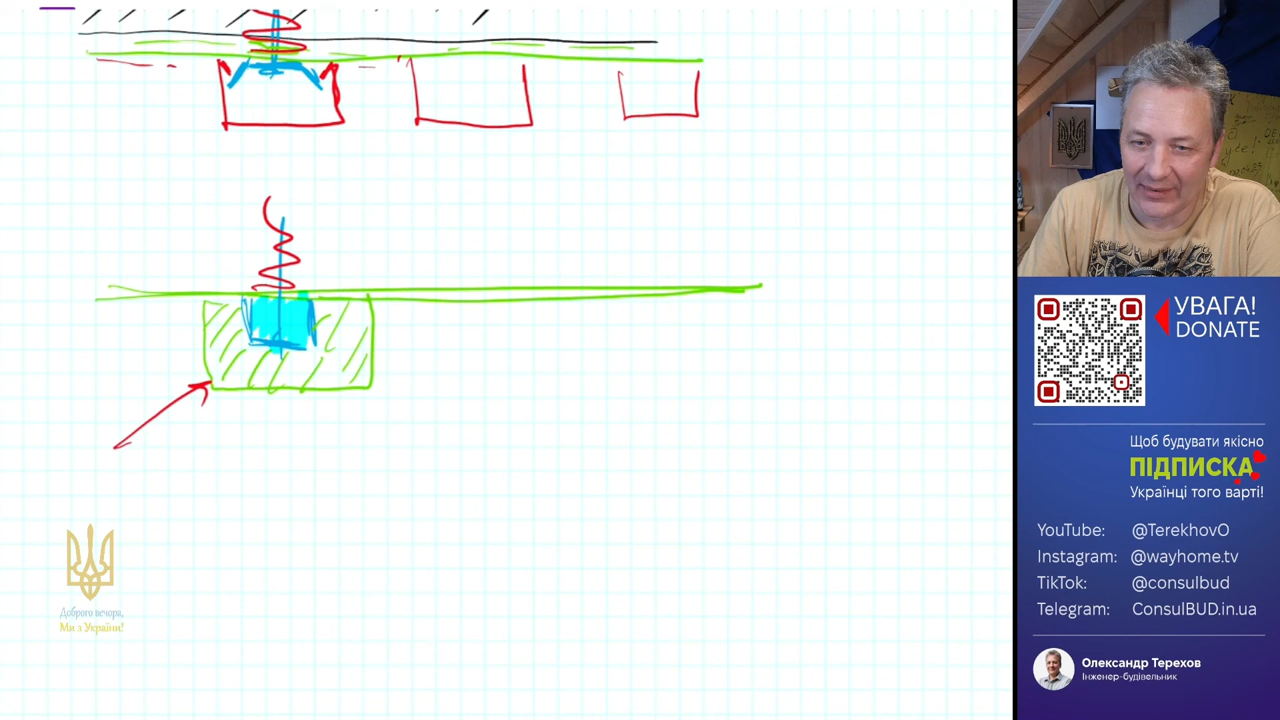 УВАГА!
DONATE
Щоб будувати якісно
ПІДПИСКА
Українці того варті!
YouTube: @TerekhovO
Instagram: @wayhome.tv
TikTok: @consulbud
Telegram: ConsulBUD.in.ua
Олександр Терехов
Інженер-будівельник
Доброго вечора,
Ми з України!